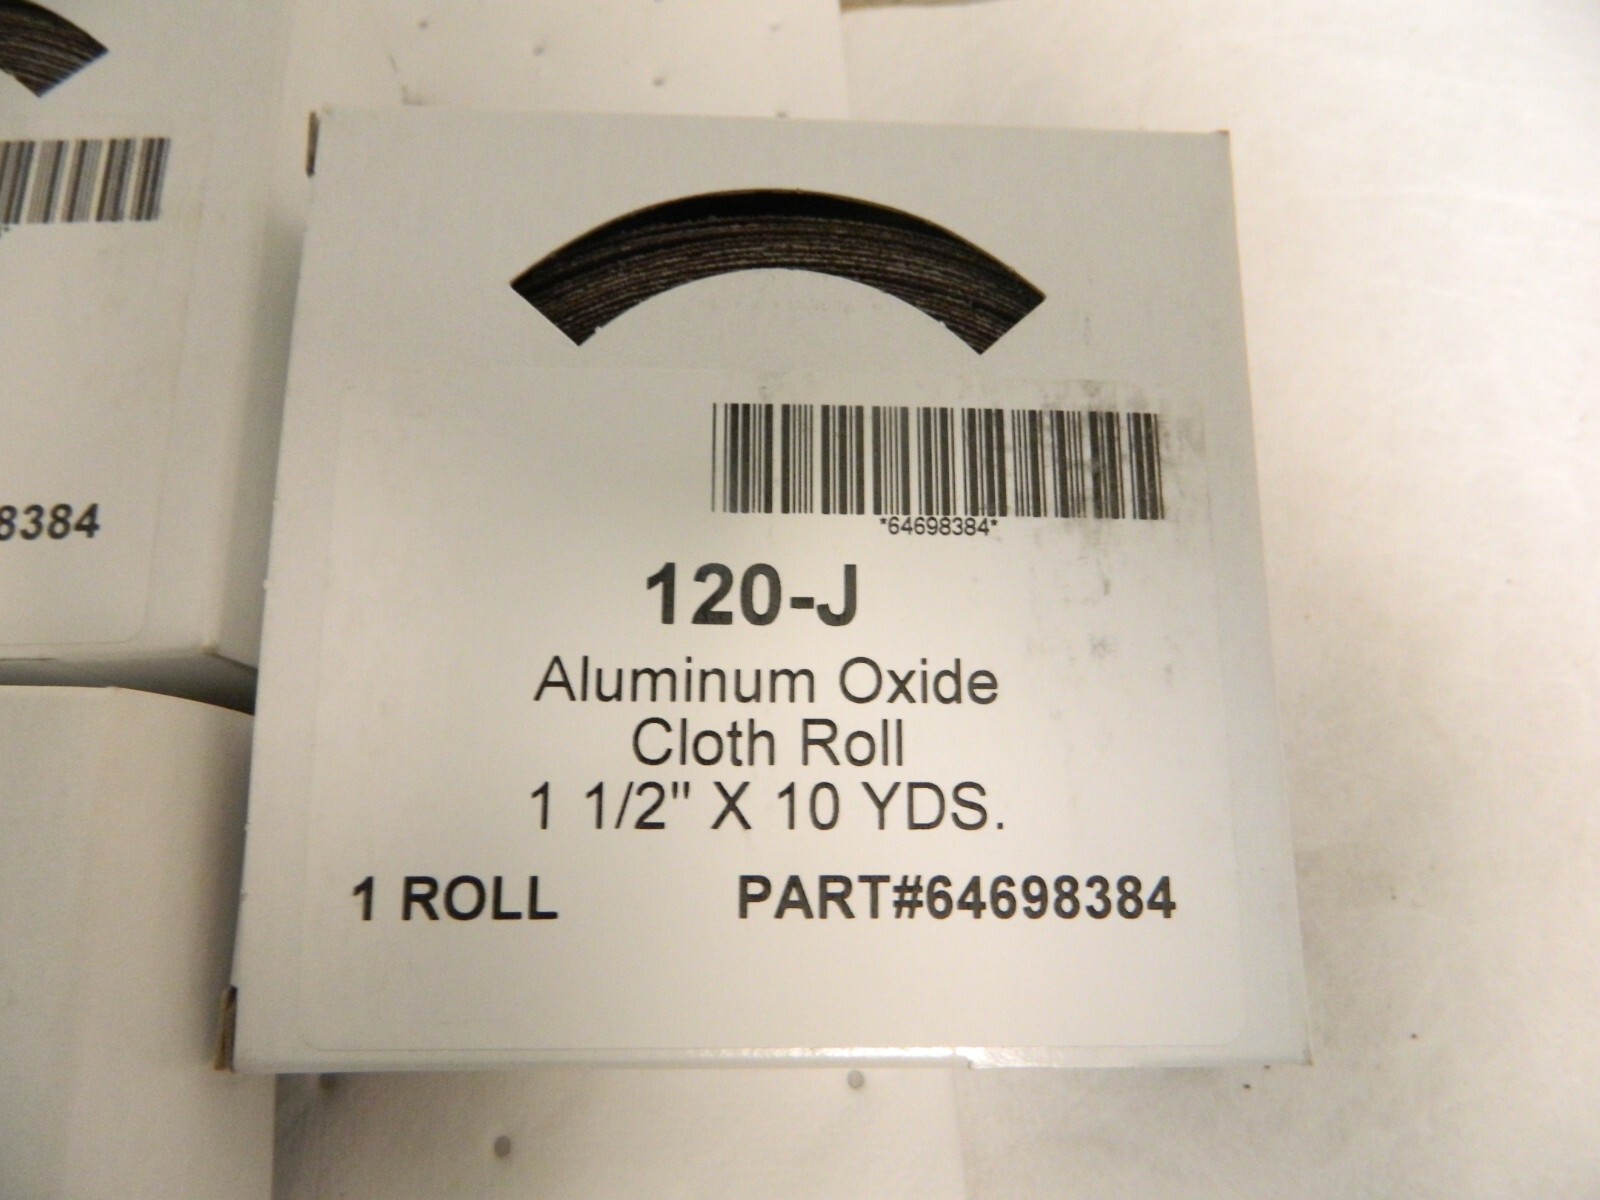 *64698384*
120-J
Aluminum Oxide
Cloth Roll
1 1/2" X 10 YDS.
1 ROLL PART#64698384
8384